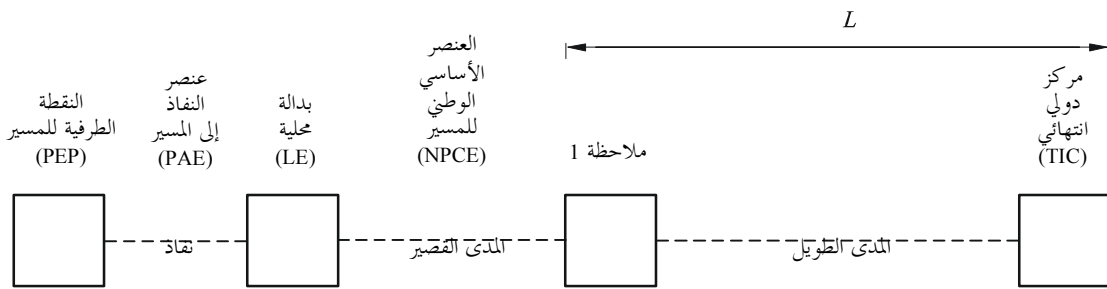 L
العنصر
الأساسي
الوطني
للمسير
(NPCE)
مركز
دولي
انتهائي
(TIC)
عنصر
النفاذ
إلى المسير
(PAE)
بدالة
محلية
(LE)
النقطة
الطرفية للمسير
(PEP)
ملاحظة 1
نفاذ
المدى القصير
المدى الطويل